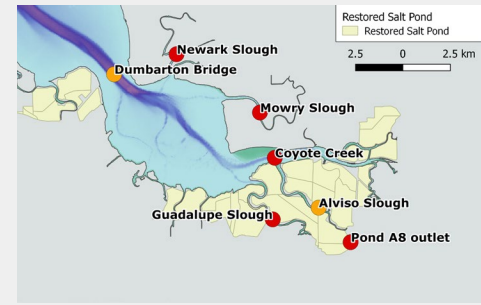 Restored Salt Pond
Restored Salt Pond
2.5 0 2.5 km
Newark Slough
Dumbarton Bridge
Mowry Slough
Coyote Creek
Alviso Slough
Guadalupe Slough
Pond A8 outlet